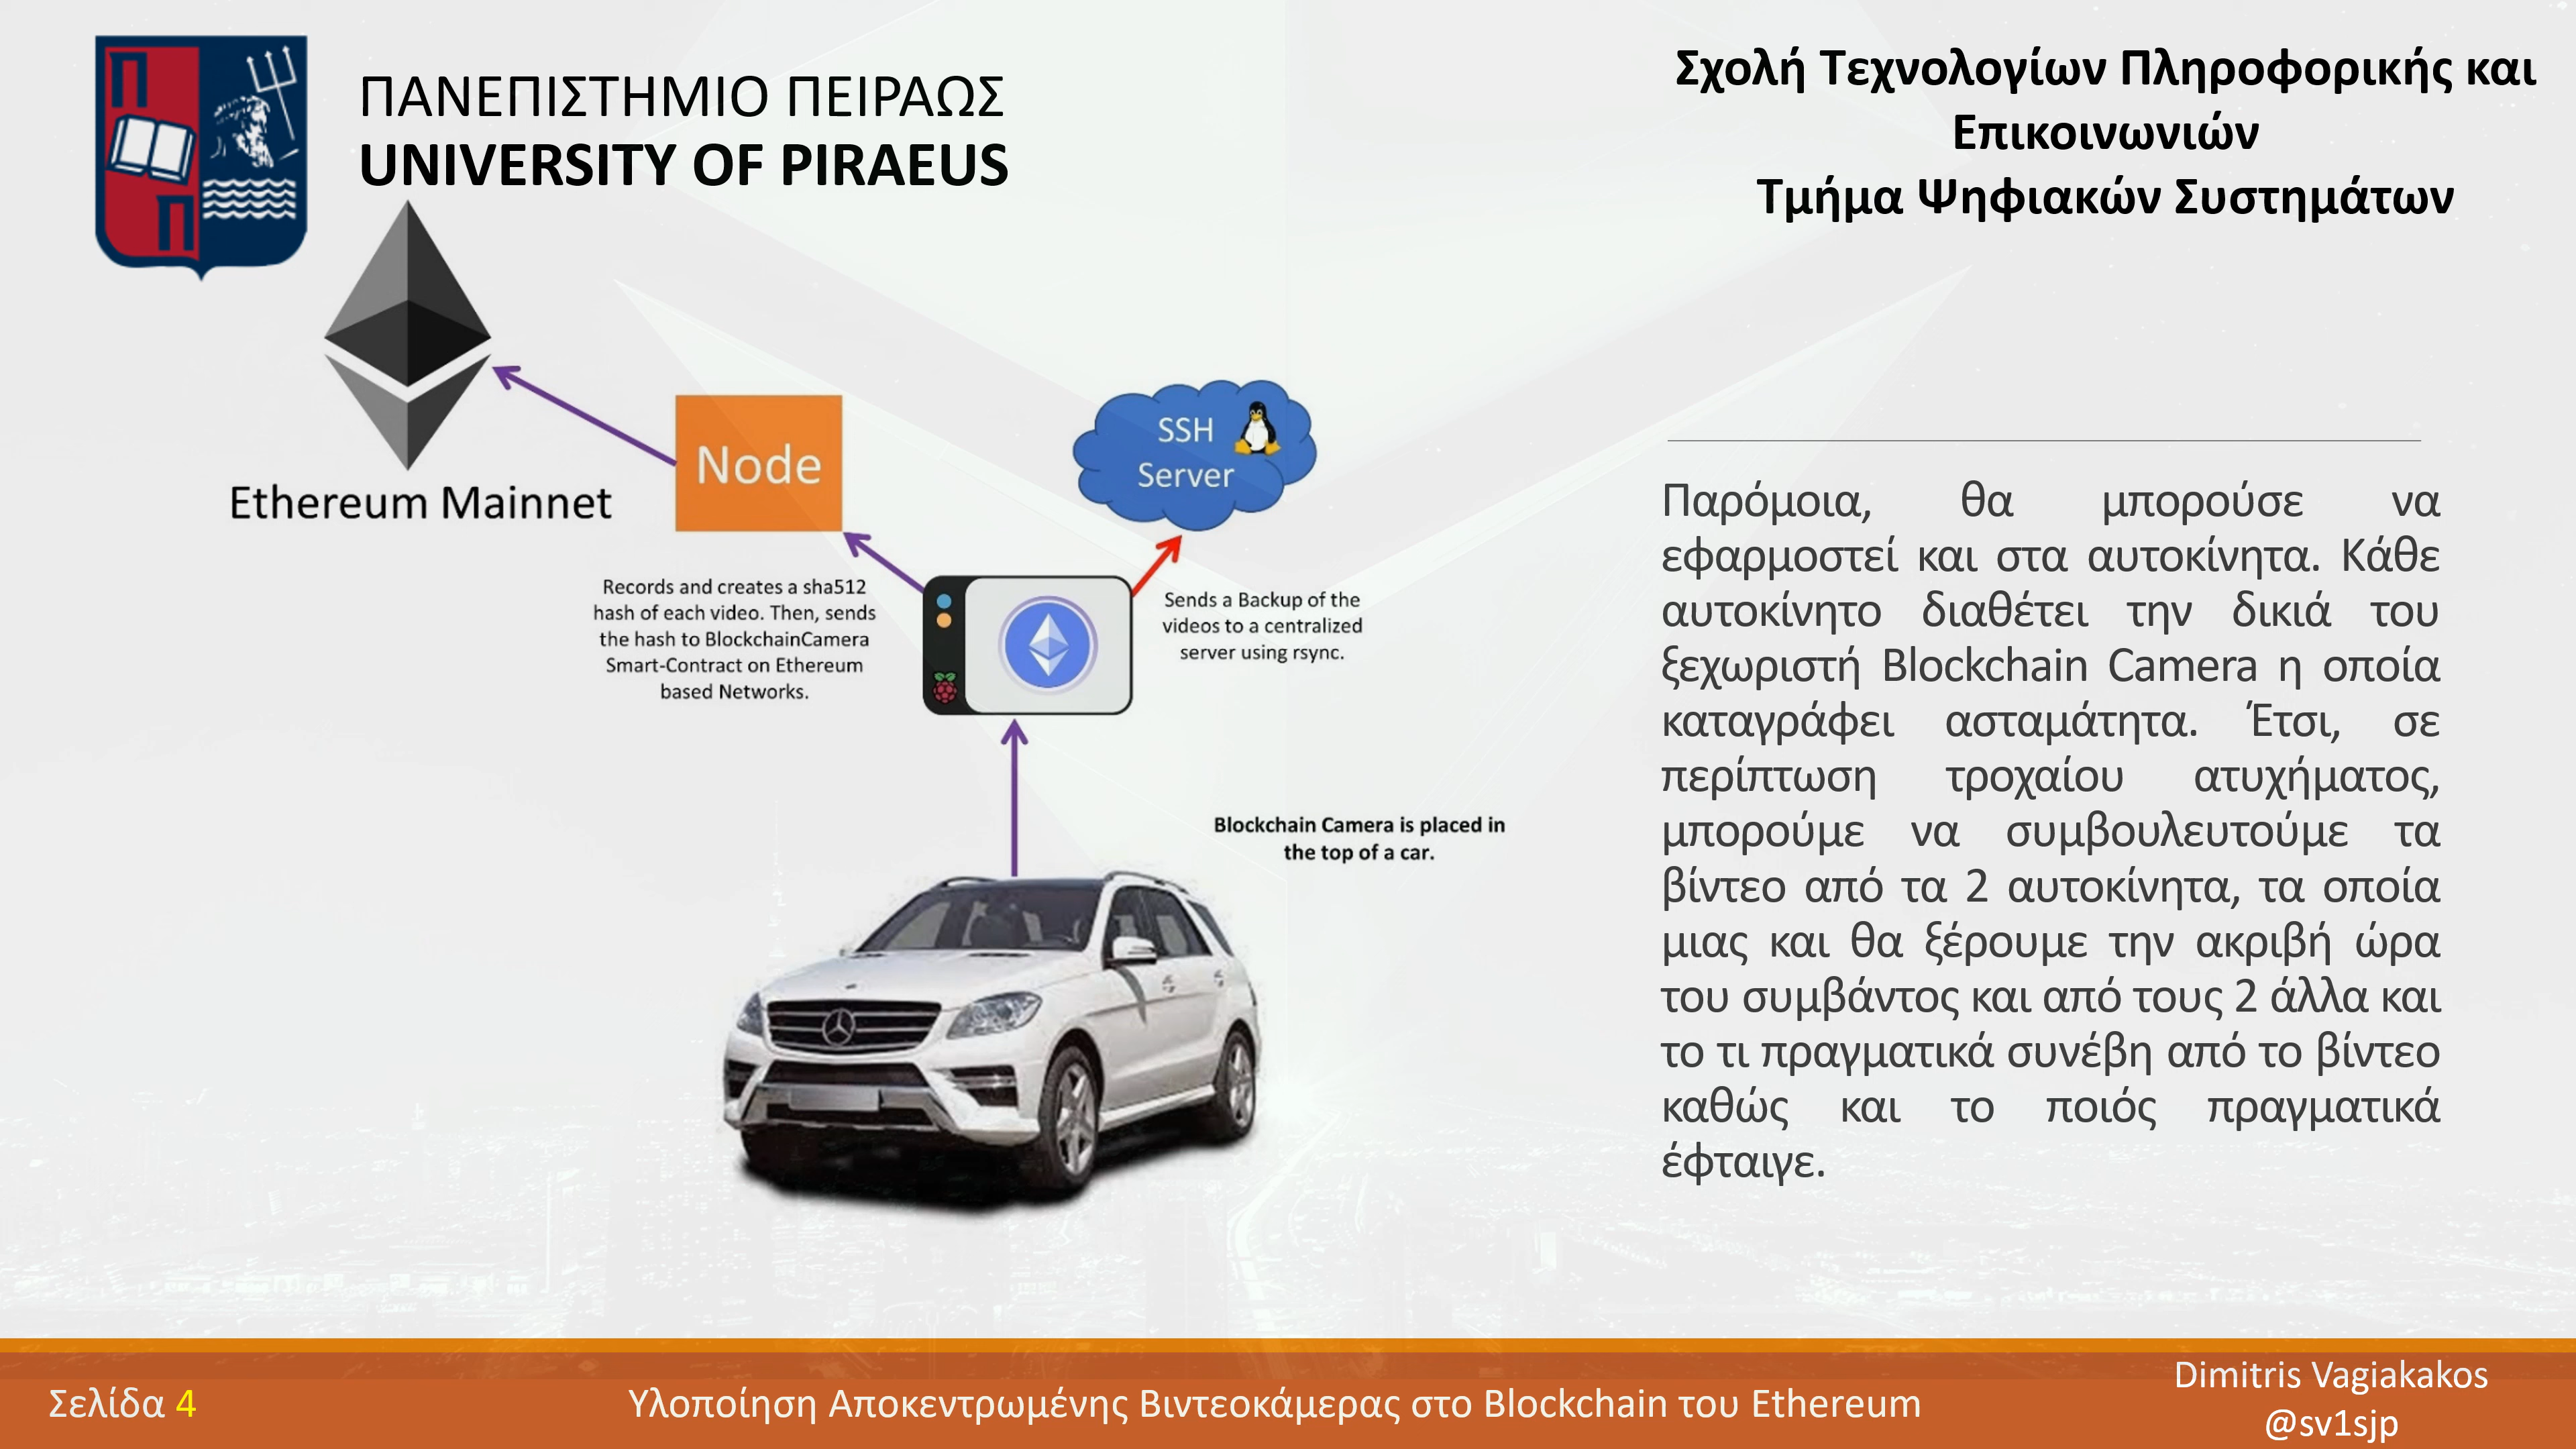 ΠΑΝΕΠΙΣΤΗΜΙΟ ΠΕΙΡΑΩΣ
UNIVERSITY OF PIRAEUS
Σχολή Τεχνολογίων Πληροφορικής και
Επικοινωνιών
Τμήμα Ψηφιακών Συστημάτων
Ethereum Mainnet
Node
SSH
Server
Records and creates a sha512
hash of each video. Then, sends
the hash to BlockchainCamera
Smart-Contract on Ethereum
based Networks.
Sends a Backup of the
videos to a centralized
server using rsync.
Blockchain Camera is placed in
the top of a car.
Παρόμοια, θα μπορούσε να
εφαρμοστεί και στα αυτοκίνητα. Κάθε
αυτοκίνητο διαθέτει την δικιά του
ξεχωριστή Blockchain Camera η οποία
καταγράφει ασταμάτητα. Έτσι, σε
περίπτωση τροχαίου ατυχήματος,
μπορούμε να συμβουλευτούμε τα
βίντεο από τα 2 αυτοκίνητα, τα οποία
μιας και θα ξέρουμε την ακριβή ώρα
του συμβάντος και από τους 2 άλλα και
το τι πραγματικά συνέβη από το βίντεο
καθώς και το ποιός πραγματικά
έφταιγε.
Σελίδα 4
Υλοποίηση Αποκεντρωμένης Βιντεοκάμερας στο Blockchain του Ethereum
Dimitris Vagiakakos
@sv1sjp